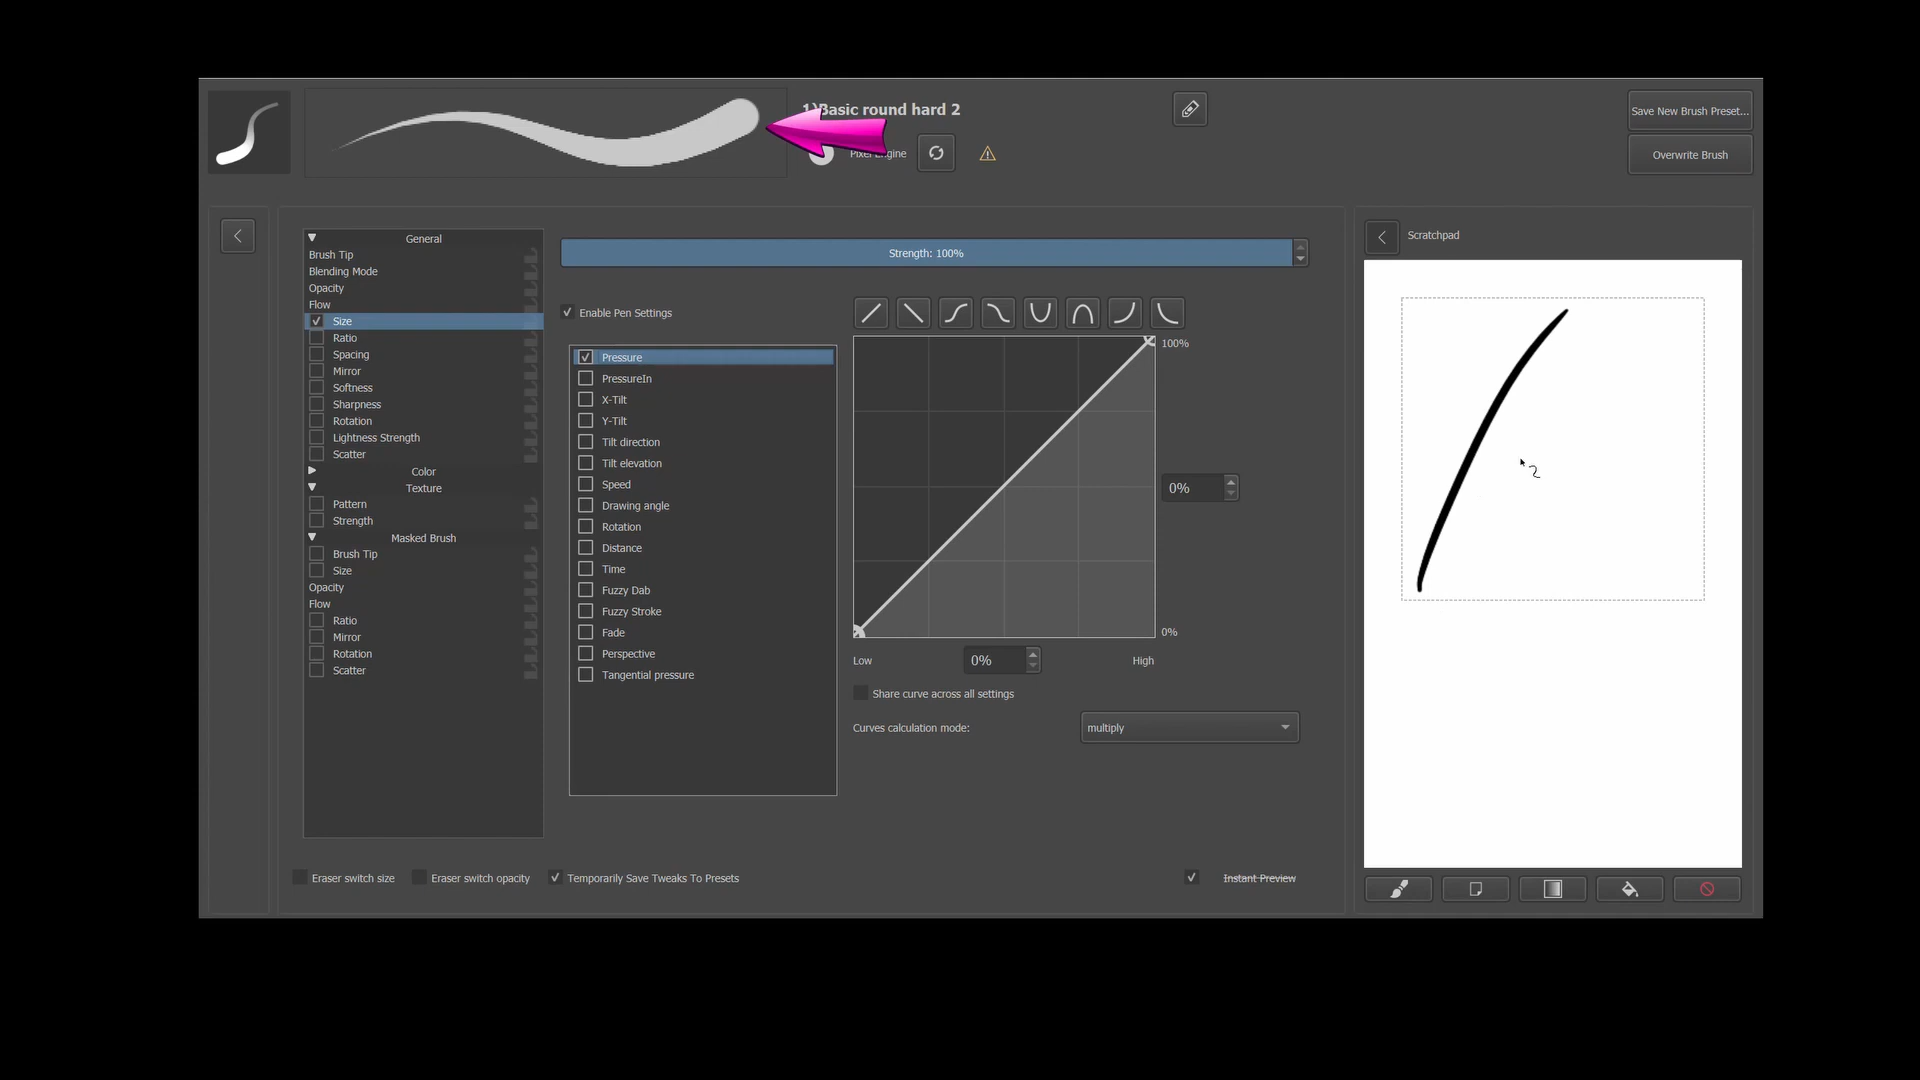 1) Basic round hard 2
Pixel Engine
Save New Brush Preset...
Overwrite Brush
General
Brush Tip
Blending Mode
Opacity
Flow
Size
Ratio
Spacing
Mirror
Softness
Sharpness
Rotation
Lightness Strength
Scatter
Color
Texture
Pattern
Strength
Masked Brush
Brush Tip
Size
Opacity
Flow
Ratio
Mirror
Rotation
Scatter
Strength: 100%
Enable Pen Settings
Pressure
PressureIn
X-Tilt
Y-Tilt
Tilt direction
Tilt elevation
Speed
Drawing angle
Rotation
Distance
Time
Fuzzy Dab
Fuzzy Stroke
Fade
Perspective
Tangential pressure
100%
0%
0%
Low
0%
High
Share curve across all settings
Curves calculation mode:
multiply
Eraser switch size
Eraser switch opacity
Temporarily Save Tweaks To Presets
Instant Preview
Scratchpad